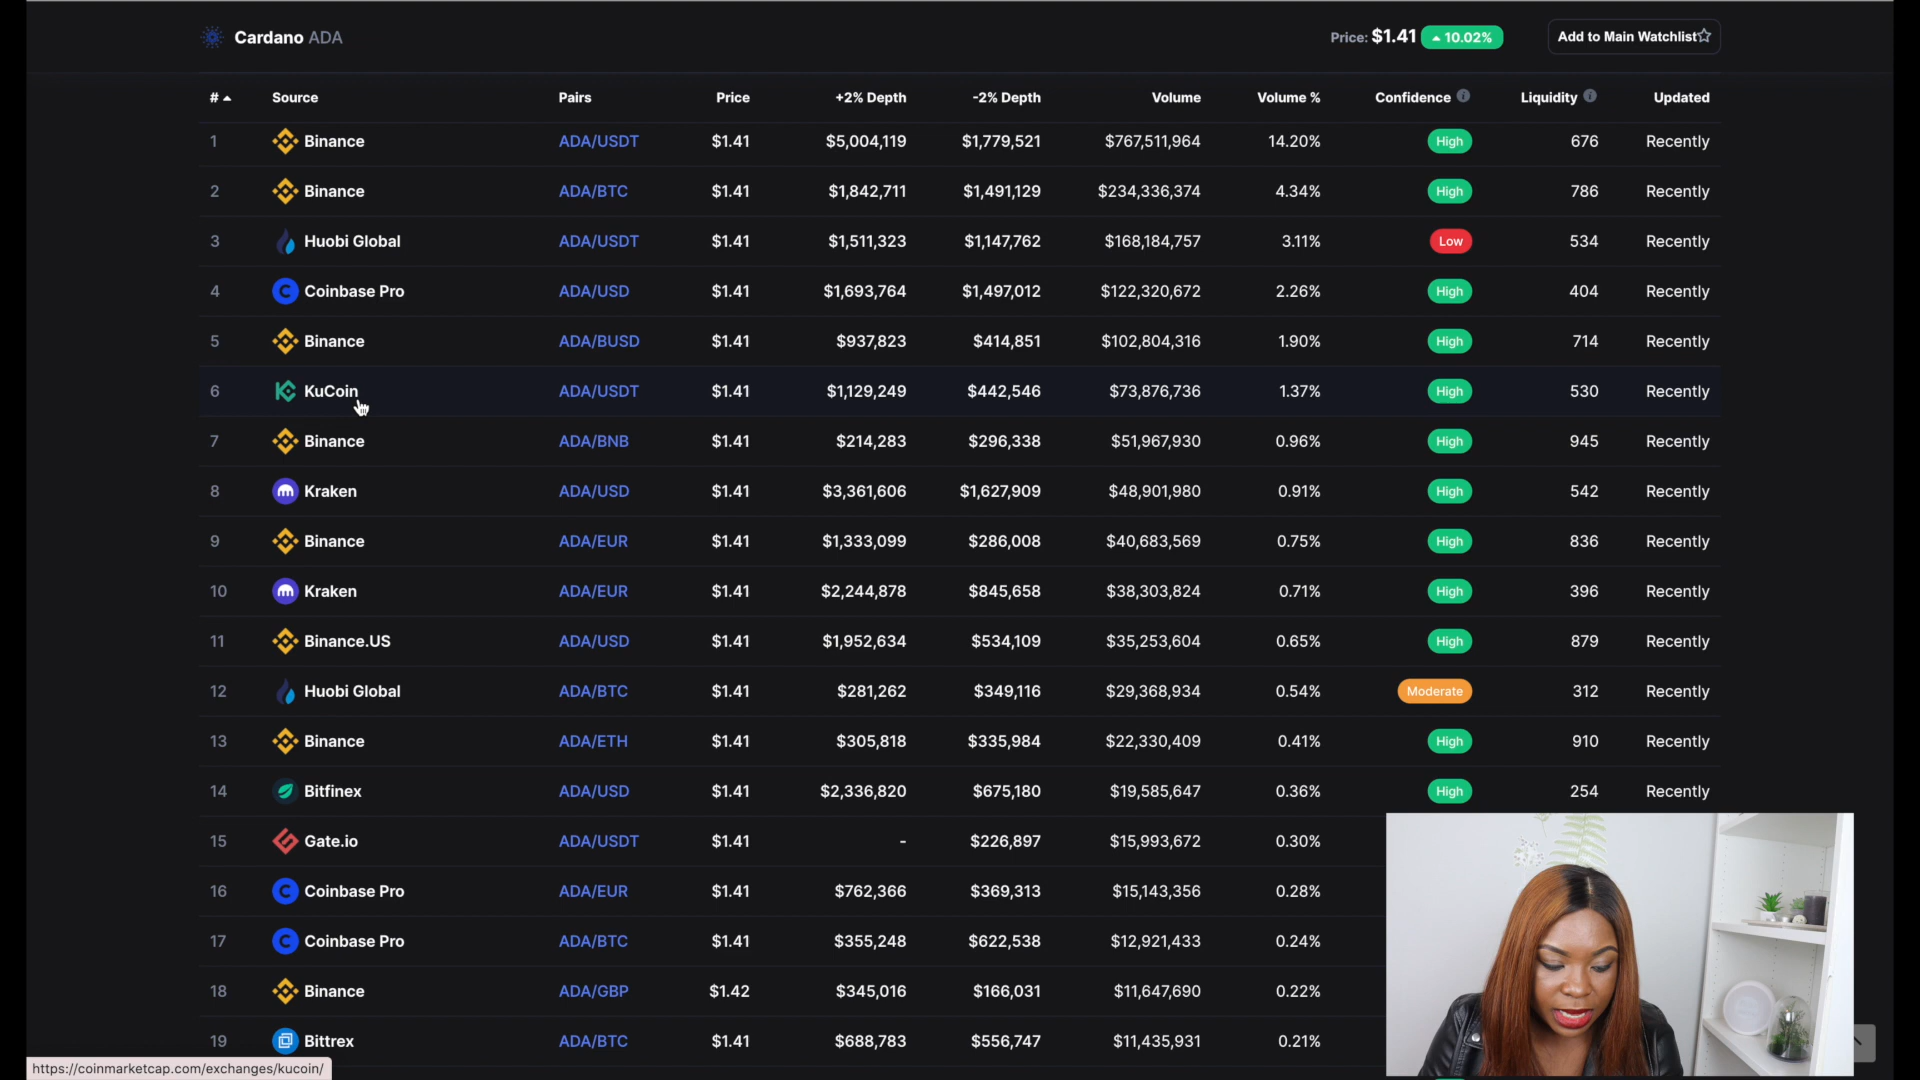 Cardano ADA Price: $1.41 10.02% Add to Main Watchlist
# Source Pairs Price +2% Depth -2% Depth Volume Volume % Confidence Liquidity Updated
1 Binance ADA/USDT $1.41 $5,004,119 $1,779,521 $767,511,964 14.20% High 676 Recently
2 Binance ADA/BTC $1.41 $1,842,711 $1,491,129 $234,336,374 4.34% High 786 Recently
3 Huobi Global ADA/USDT $1.41 $1,511,323 $1,147,762 $168,184,757 3.11% Low 534 Recently
4 Coinbase Pro ADA/USD $1.41 $1,693,764 $1,497,012 $122,320,672 2.26% High 404 Recently
5 Binance ADA/BUSD $1.41 $937,823 $414,851 $102,804,316 1.90% High 714 Recently
6 KuCoin ADA/USDT $1.41 $1,129,249 $442,546 $73,876,736 1.37% High 530 Recently
7 Binance ADA/BNB $1.41 $214,283 $296,338 $51,967,930 0.96% High 945 Recently
8 Kraken ADA/USD $1.41 $3,361,606 $1,627,909 $48,901,980 0.91% High 542 Recently
9 Binance ADA/EUR $1.41 $1,333,099 $286,008 $40,683,569 0.75% High 836 Recently
10 Kraken ADA/EUR $1.41 $2,244,878 $845,658 $38,303,824 0.71% High 396 Recently
11 Binance.US ADA/USD $1.41 $1,952,634 $534,109 $35,253,604 0.65% High 879 Recently
12 Huobi Global ADA/BTC $1.41 $281,262 $349,116 $29,368,934 0.54% Moderate 312 Recently
13 Binance ADA/ETH $1.41 $305,818 $335,984 $22,330,409 0.41% High 910 Recently
14 Bitfinex ADA/USD $1.41 $2,336,820 $675,180 $19,585,647 0.36% High 254 Recently
15 Gate.io ADA/USDT $1.41 - $226,897 $15,993,672 0.30%
16 Coinbase Pro ADA/EUR $1.41 $762,366 $369,313 $15,143,356 0.28%
17 Coinbase Pro ADA/BTC $1.41 $355,248 $622,538 $12,921,433 0.24%
18 Binance ADA/GBP $1.42 $345,016 $166,031 $11,647,690 0.22%
19 Bittrex ADA/BTC $1.41 $688,783 $556,747 $11,435,931 0.21%
https://coinmarketcap.com/exchanges/kucoin/